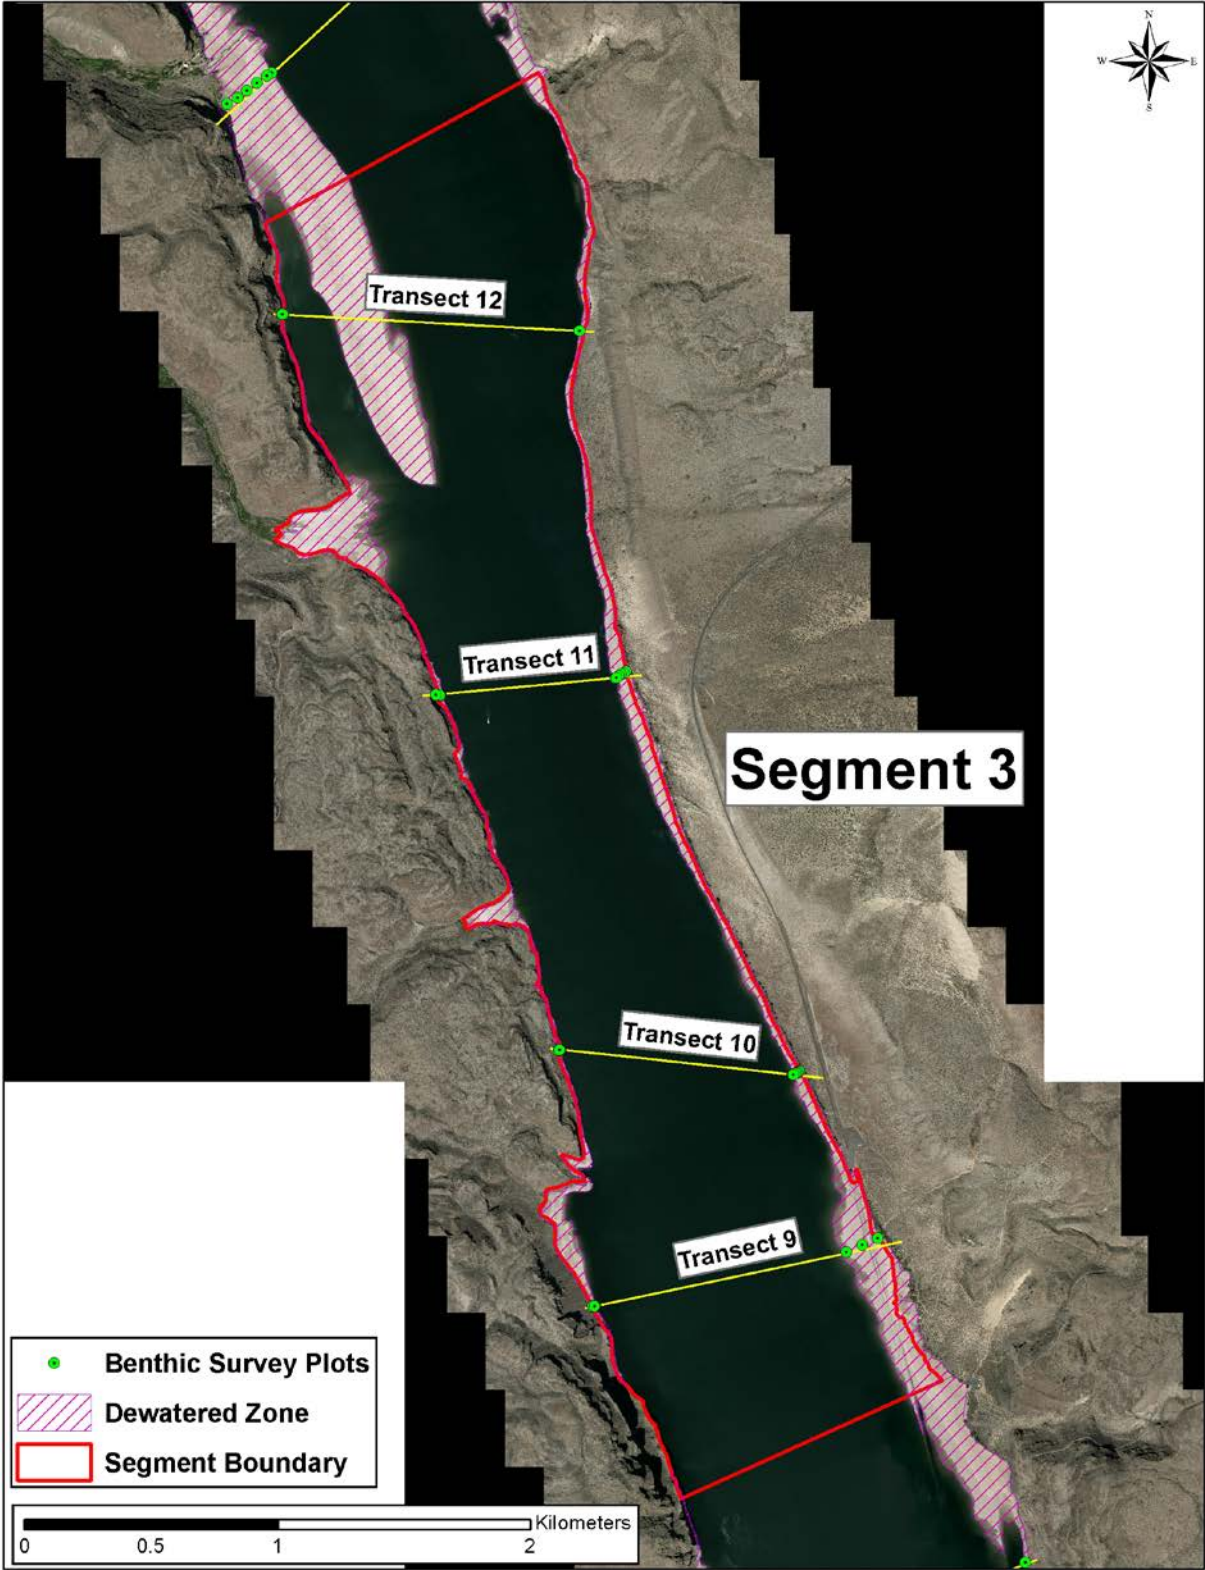 N
W E
S
Transect 12
Transect 11
Segment 3
Transect 10
Transect 9
Benthic Survey Plots
Dewatered Zone
Segment Boundary
Kilometers
0 0.5 1 2